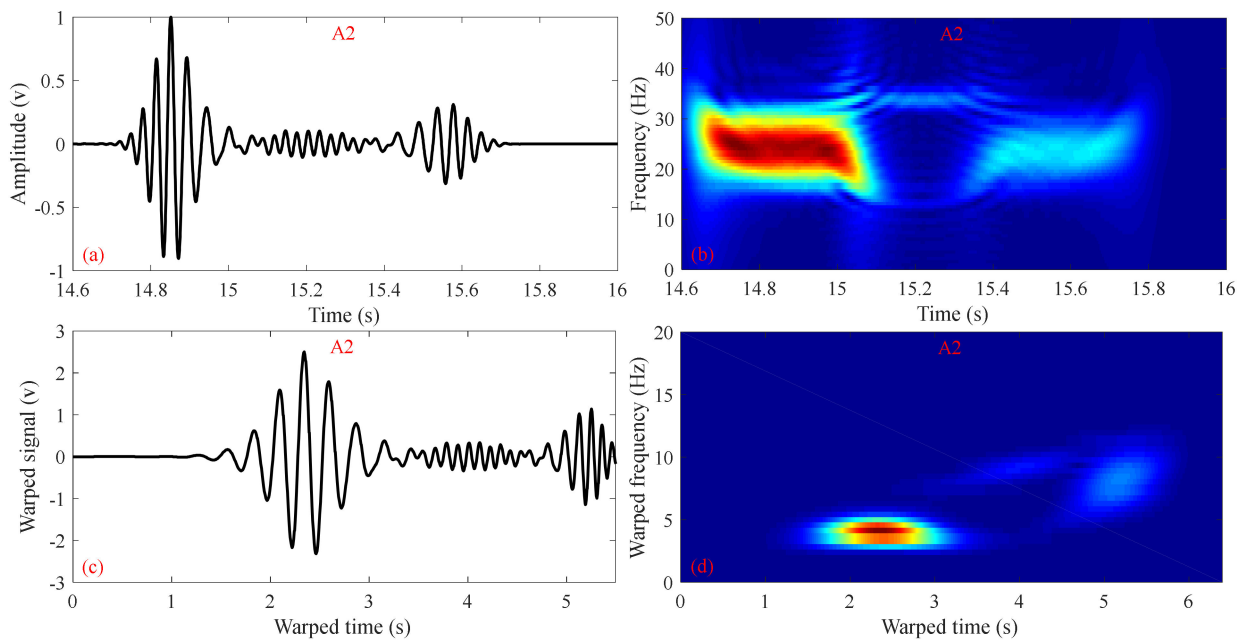 A2
Amplitude (v)
1
0.5
0
-0.5
-1
(a)
14.6 14.8 15 15.2 15.4 15.6 15.8 16
Time (s)
A2
Frequency (Hz)
50
40
30
20
10
0
(b)
14.6 14.8 15 15.2 15.4 15.6 15.8 16
Time (s)
A2
Warped signal (v)
3
2
1
0
-1
-2
-3
(c)
0 1 2 3 4 5
Warped time (s)
A2
Warped frequency (Hz)
20
15
10
5
0
(d)
0 1 2 3 4 5 6
Warped time (s)